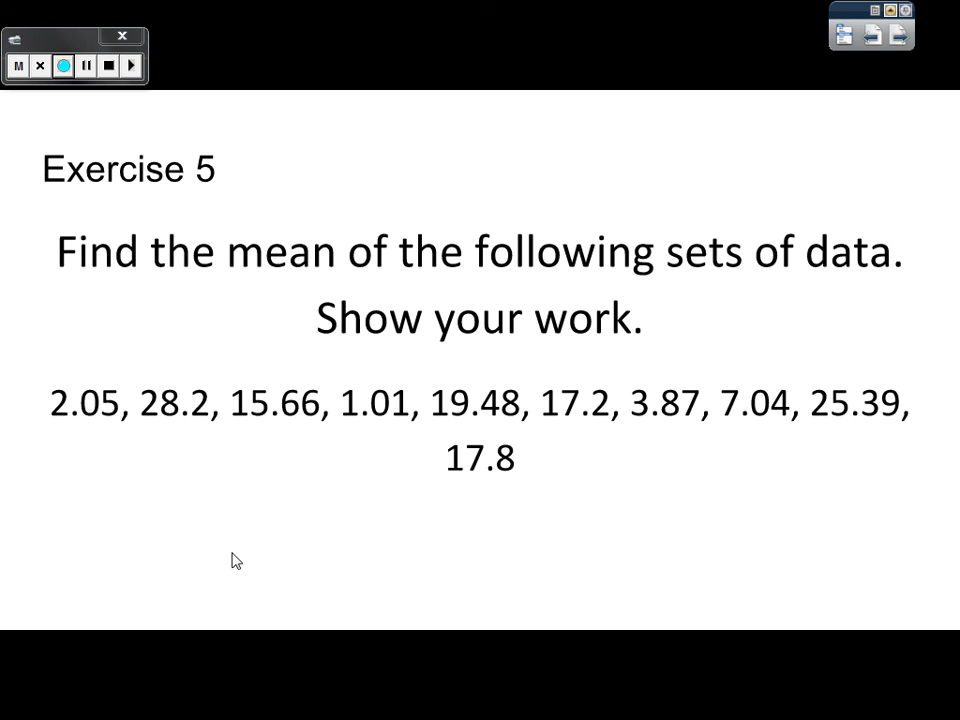 M
Exercise 5
Find the mean of the following sets of data.
Show your work.
2.05, 28.2, 15.66, 1.01, 19.48, 17.2, 3.87, 7.04, 25.39,
17.8